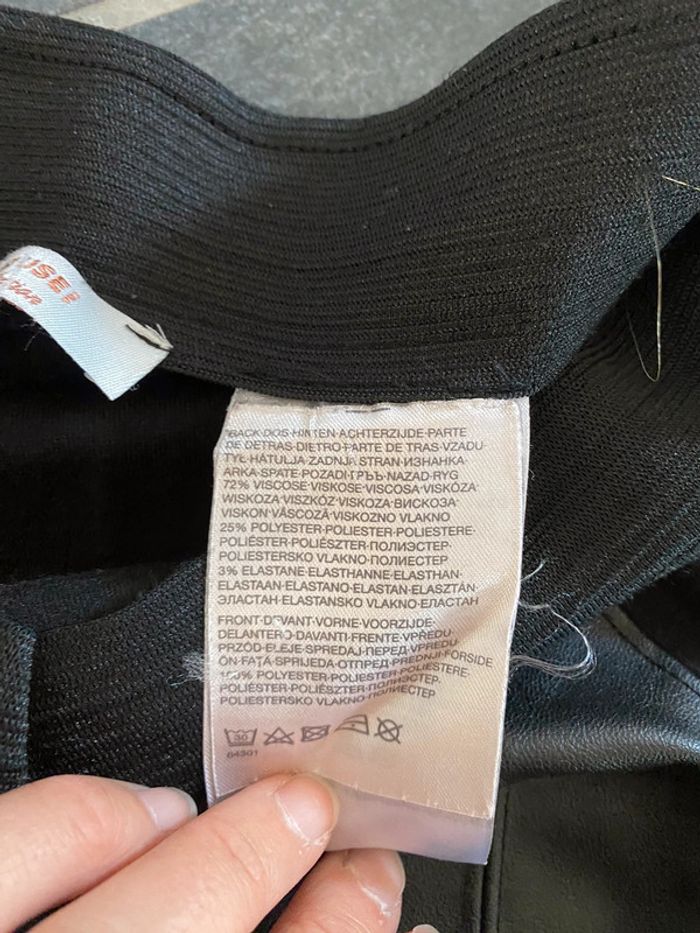 USE!
BACK·DOS·HINTEN·ACHTERZIJDE·PARTE
DE DETRAS·DIETRO·PARTE DE TRAS·VZADU·
TYŁ·HÁTULJA·ZADNJA STRAN·ИЗНАНКА·
ARKA·SPATE·POZADI·ГРЪБ·NAZAD·RYG
72% VISCOSE·VISKOSE·VISCOSA·VISKÓZA·
WISKOZA·VISZKÓZ·VISKOZA·ВИСКОЗА·
VISKON·VÂSCOZĂ·VISKOZNO VLAKNO
25% POLYESTER·POLIESTER·POLIESTERE·
POLIÉSTER·POLIÉSZTER·ПОЛИЭСТЕР·
POLIESTERSKO VLAKNO·ПОЛИЕСТЕР
3% ELASTANE·ELASTHANNE·ELASTHAN·
ELASTAAN·ELASTANO·ELASTAN·ELASZTÁN·
ЭЛАСТАН·ELASTANSKO VLAKNO·ЕЛАСТАН
FRONT·DAVANT·VORNE·VOORZIJDE·
DELANTERO·DAVANTI·FRENTE·VPŘEDU·
PRZÓD·ELEJE·SPREDAJ·ПЕРЕД·
ÖN·FAŢĂ·SPRIJEDA·ОТПРЕД·PREDNJI·FORSIDE
100% POLYESTER·POLIESTER·POLIESTERE·
POLIÉSTER·POLIÉSZTER·ПОЛИЭСТЕР·
POLIESTERSKO VLAKNO·ПОЛИЕСТЕР
30
64301